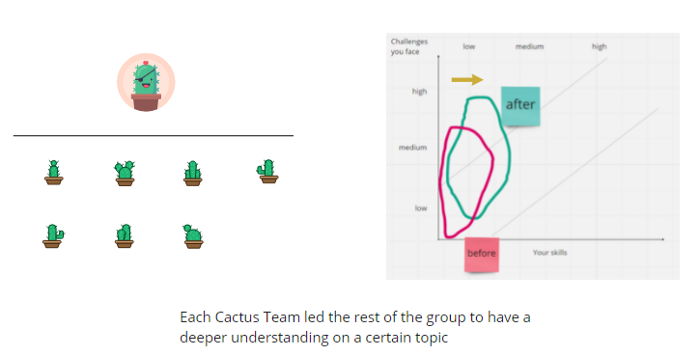 Challenges
you face
low
medium
high
high
after
medium
low
before
Your skills
Each Cactus Team led the rest of the group to have a
deeper understanding on a certain topic